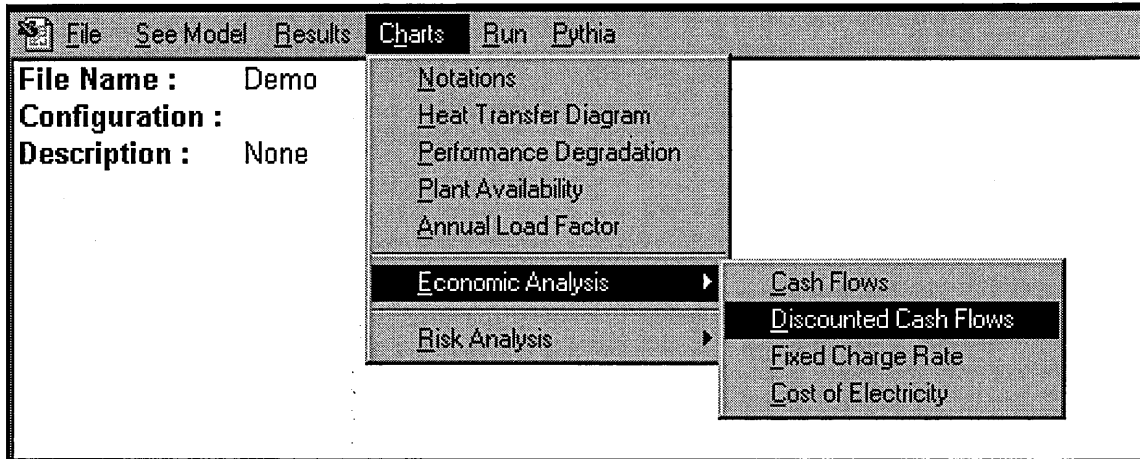 File See Model Results Charts Run Pythia
File Name : Demo
Configuration :
Description : None
Notations
Heat Transfer Diagram
Performance Degradation
Plant Availability
Annual Load Factor
Economic Analysis
Risk Analysis
Cash Flows
Discounted Cash Flows
Fixed Charge Rate
Cost of Electricity